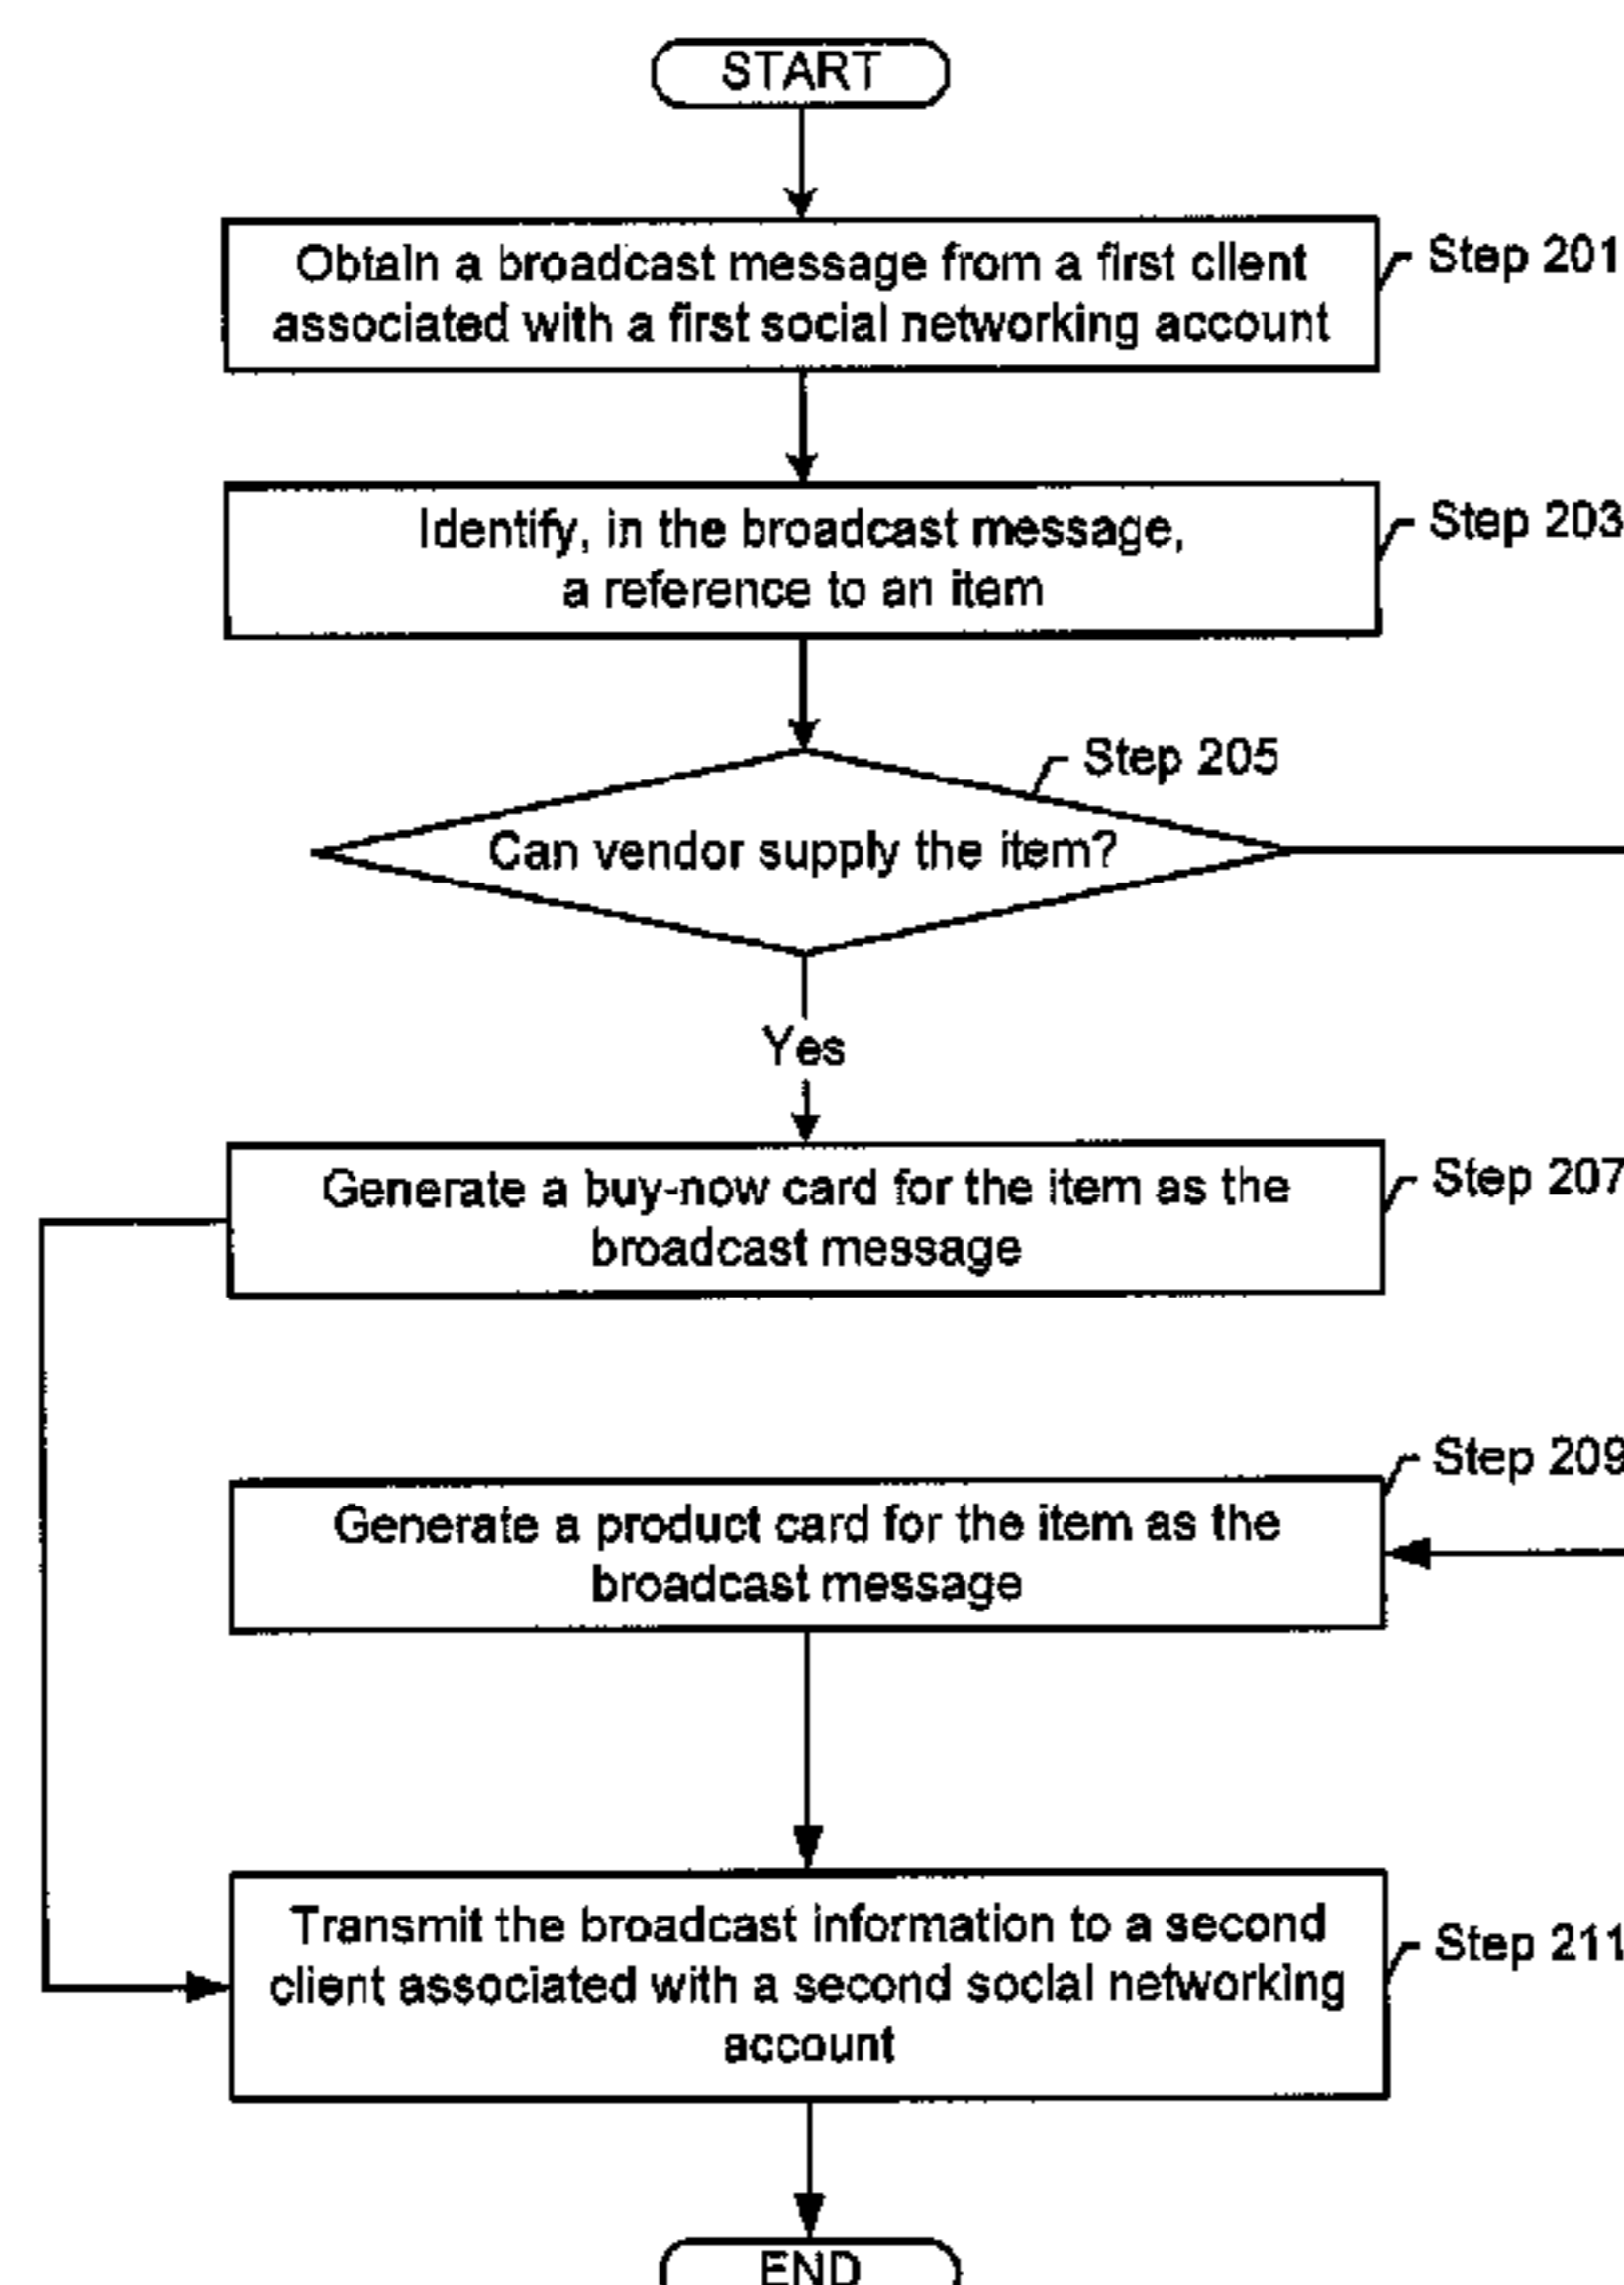 START
Obtain a broadcast message from a first client
associated with a first social networking account
Step 201
Identify, in the broadcast message,
a reference to an item
Step 203
Step 205
Can vendor supply the item?
Yes
Generate a buy-now card for the item as the
broadcast message
Step 207
Step 209
Generate a product card for the item as the
broadcast message
Transmit the broadcast information to a second
client associated with a second social networking
account
Step 211
END